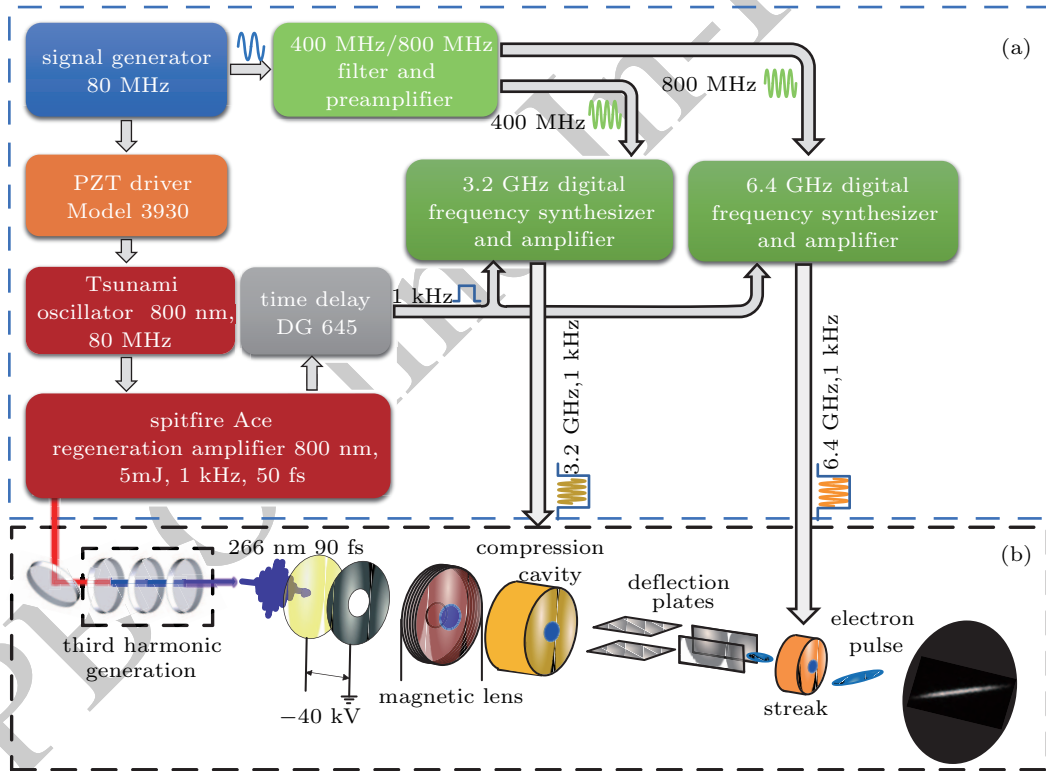 (a)
signal generator
80 MHz
400 MHz/800 MHz
filter and
preamplifier
800 MHz
400 MHz
PZT driver
Model 3930
3.2 GHz digital
frequency synthesizer
and amplifier
6.4 GHz digital
frequency synthesizer
and amplifier
Tsunami
oscillator 800 nm,
80 MHz
time delay
DG 645
1 kHz
spitfire Ace
regeneration amplifier 800 nm,
5mJ, 1 kHz, 50 fs
3.2 GHz,1 kHz
6.4 GHz,1 kHz
(b)
266 nm 90 fs
compression
cavity
deflection
plates
electron
pulse
third harmonic
generation
magnetic lens
−40 kV
streak